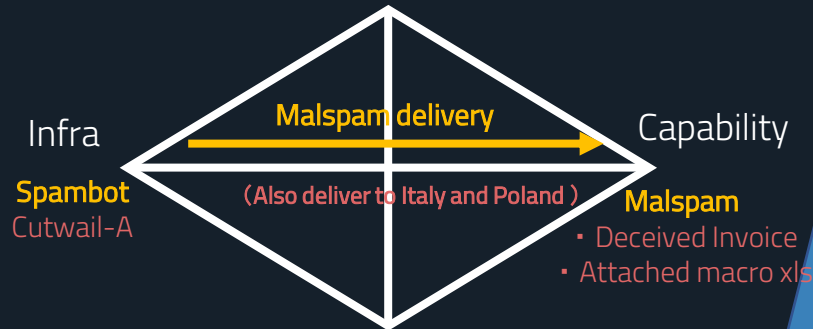 Malspam delivery
Infra
Capability
Spambot
Cutwail-A
(Also deliver to Italy and Poland )
Malspam
・ Deceived Invoice
・ Attached macro xls